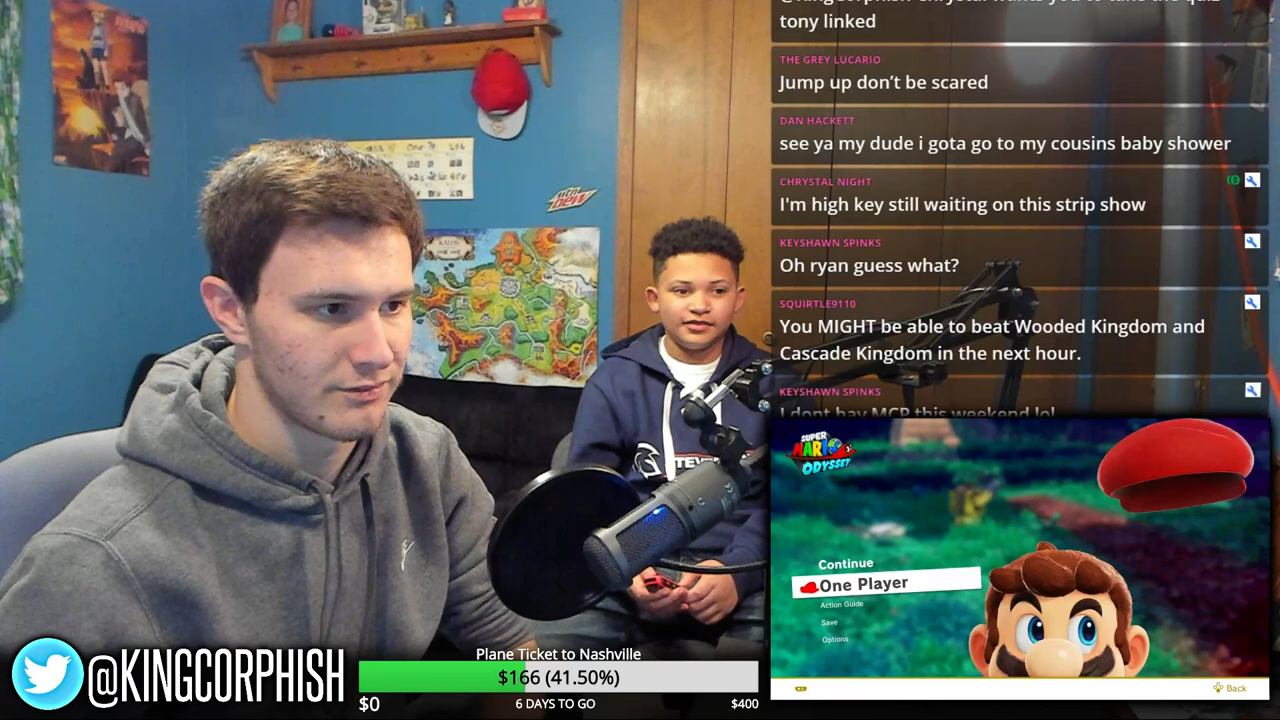 tony linked
THE GREY LUCARIO
Jump up don't be scared
DAN HACKETT
see ya my dude i gota go to my cousins baby shower
CHRYSTAL NIGHT
I'm high key still waiting on this strip show
KEYSHAWN SPINKS
Oh ryan guess what?
SQUIRTLE9110
You MIGHT be able to beat Wooded Kingdom and
Cascade Kingdom in the next hour.
KEYSHAWN SPINKS
mtn
DEW
KALOS
SUPER
MARIO
ODYSSEY
Continue
One Player
Action Guide
Save
Options
Back
@KINGCORPHISH
Plane Ticket to Nashville
$166 (41.50%)
$0
6 DAYS TO GO
$400